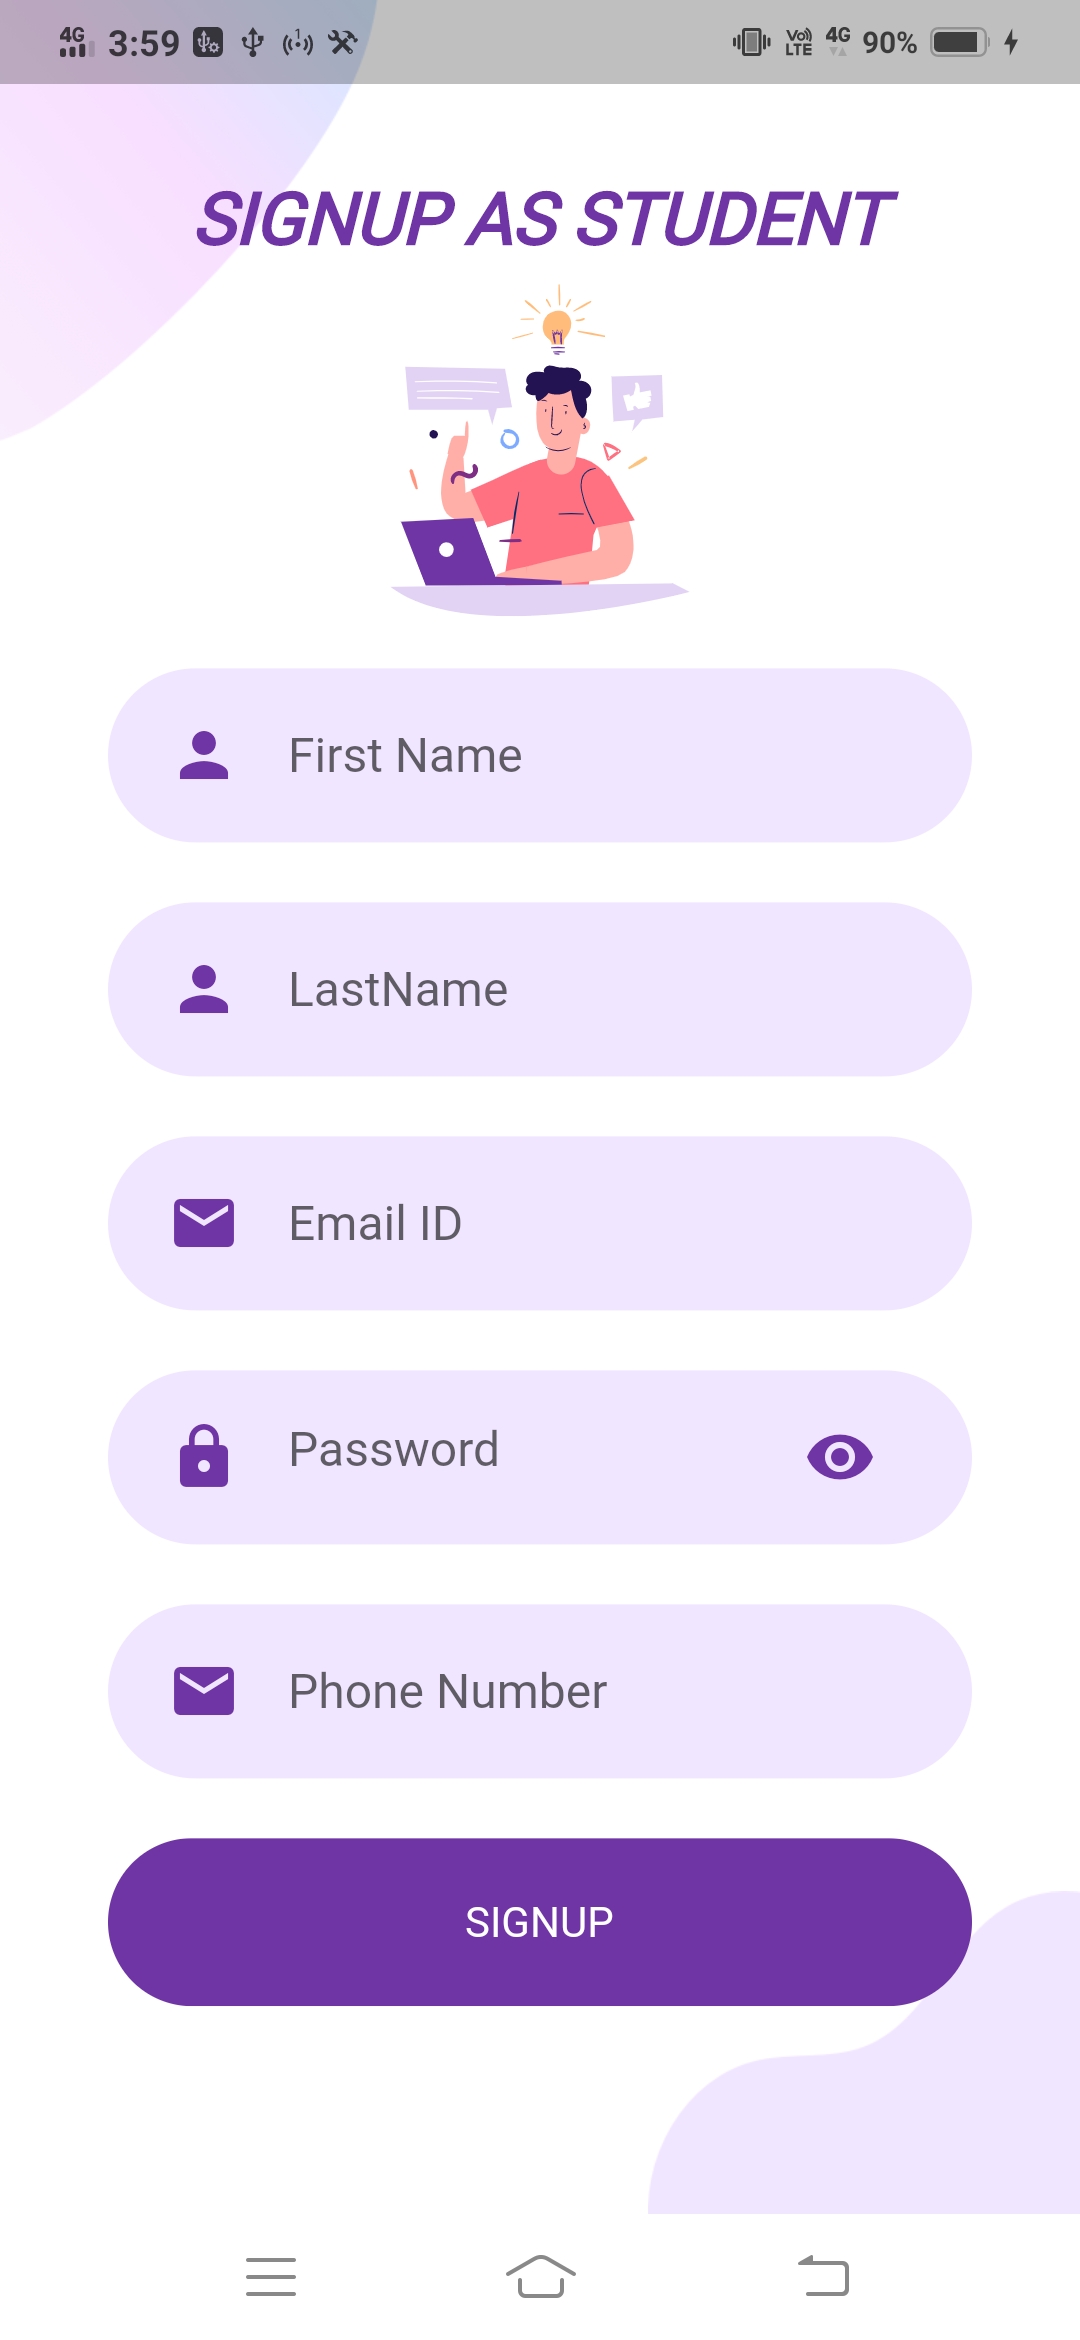 4G 3:59 1 Vo) LTE 4G 90%
SIGNUP AS STUDENT
First Name
LastName
Email ID
Password
Phone Number
SIGNUP